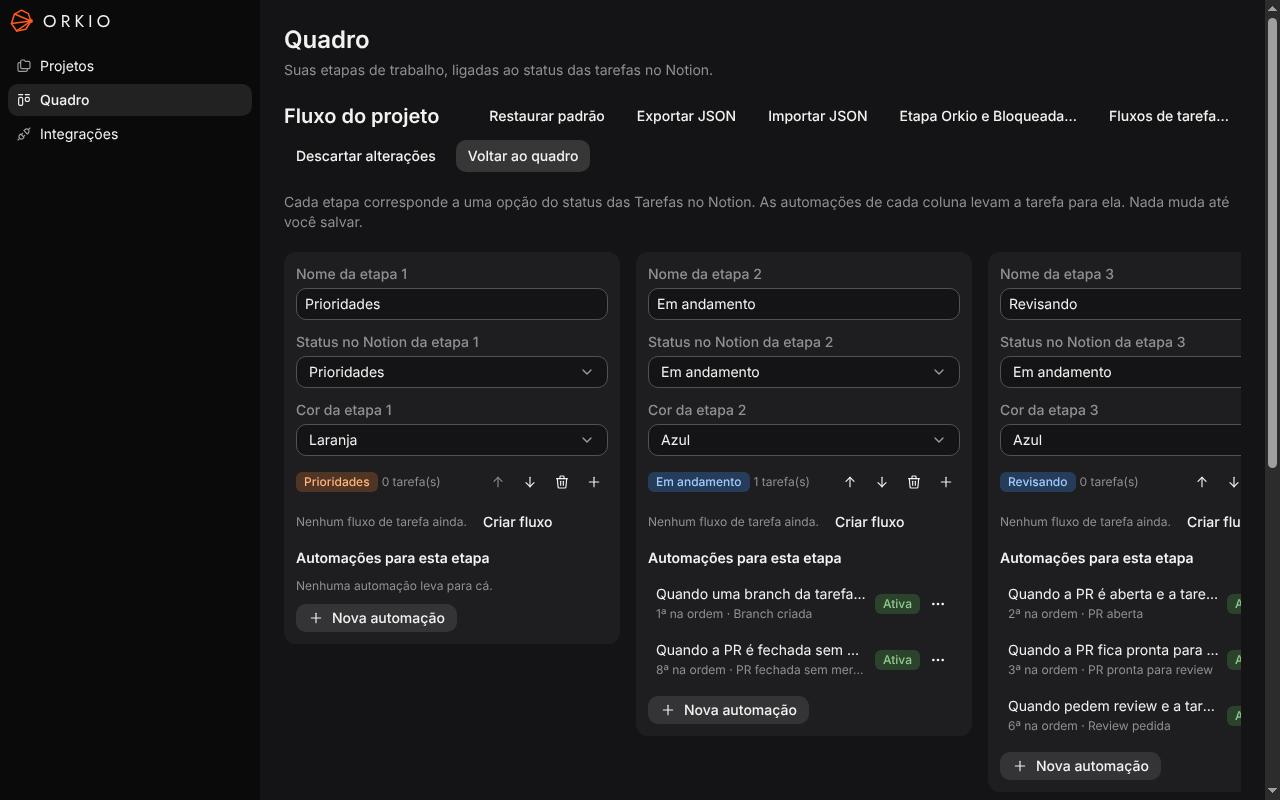 ORKIO
Projetos
Quadro
Integrações
Quadro
Suas etapas de trabalho, ligadas ao status das tarefas no Notion.
Fluxo do projeto
Restaurar padrão
Exportar JSON
Importar JSON
Etapa Orkio e Bloqueada...
Fluxos de tarefa...
Descartar alterações
Voltar ao quadro
Cada etapa corresponde a uma opção do status das Tarefas no Notion. As automações de cada coluna levam a tarefa para ela. Nada muda até
você salvar.
Nome da etapa 1
Prioridades
Status no Notion da etapa 1
Prioridades
Cor da etapa 1
Laranja
Prioridades 0 tarefa(s)
Nenhum fluxo de tarefa ainda. Criar fluxo
Automações para esta etapa
Nenhuma automação leva para cá.
Nova automação
Nome da etapa 2
Em andamento
Status no Notion da etapa 2
Em andamento
Cor da etapa 2
Azul
Em andamento 1 tarefa(s)
Nenhum fluxo de tarefa ainda. Criar fluxo
Automações para esta etapa
Quando uma branch da tarefa... Ativa
1ª na ordem · Branch criada
Quando a PR é fechada sem ... Ativa
8ª na ordem · PR fechada sem mer...
Nova automação
Nome da etapa 3
Revisando
Status no Notion da etapa 3
Em andamento
Cor da etapa 3
Azul
Revisando 0 tarefa(s)
Nenhum fluxo de tarefa ainda. Criar flu
Automações para esta etapa
Quando a PR é aberta e a tare... A
2ª na ordem · PR aberta
Quando a PR fica pronta para ... A
3ª na ordem · PR pronta para review
Quando pedem review e a tar... A
6ª na ordem · Review pedida
Nova automação